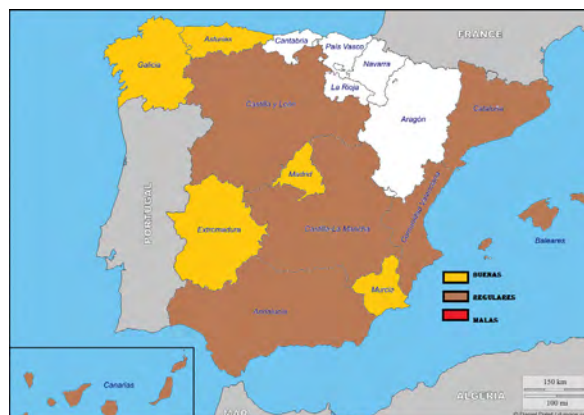 FRANCE
Galicia
Asturias
Cantabria
País Vasco
Navarra
La Rioja
Castilla y León
Aragón
Cataluña
Madrid
PORTUGAL
Extremadura
Castilla La Mancha
Comunidad Valenciana
Baleares
Murcia
Andalucía
BUENAS
REGULARES
MALAS
Canarias
150 km
100 mi
ALGERIA